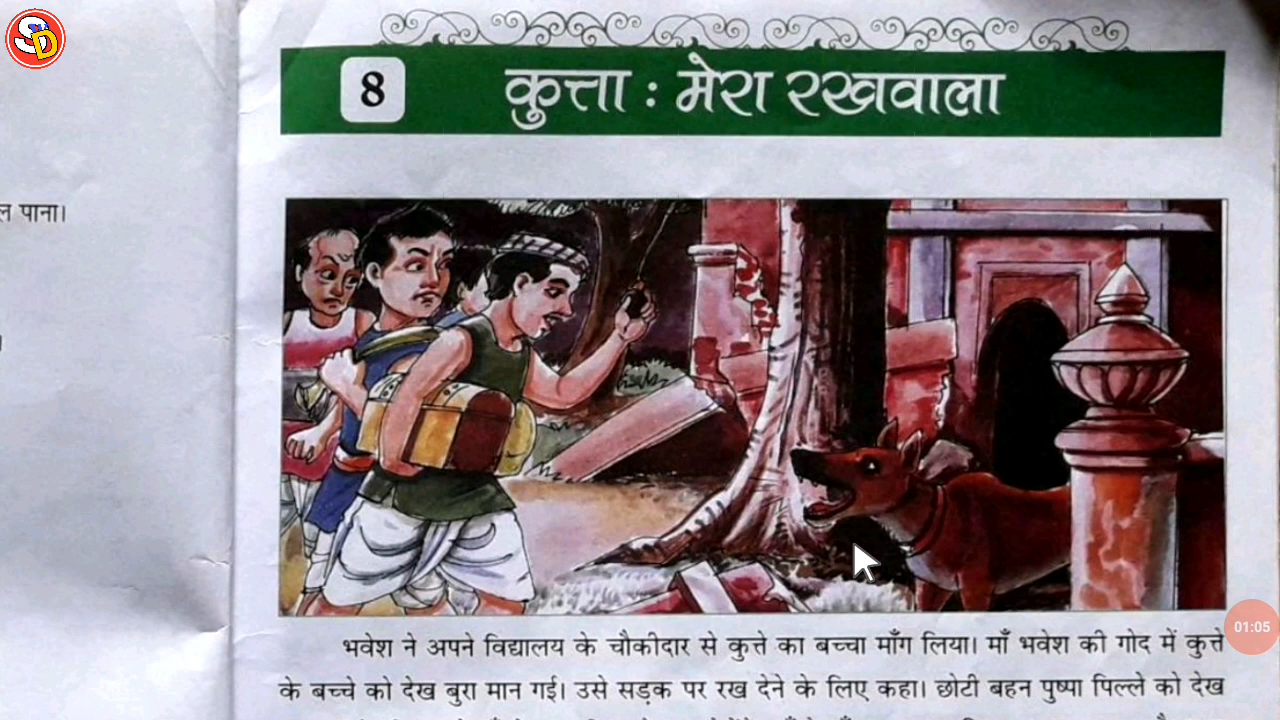 SD
8 कुत्ता : मेरा रखवाला
ल पाना।
भवेश ने अपने विद्यालय के चौकीदार से कुत्ते का बच्चा माँग लिया। माँ भवेश की गोद में कुत्ते
के बच्चे को देख बुरा मान गई। उसे सड़क पर रख देने के लिए कहा। छोटी बहन पुष्पा पिल्ले को देख
01:05